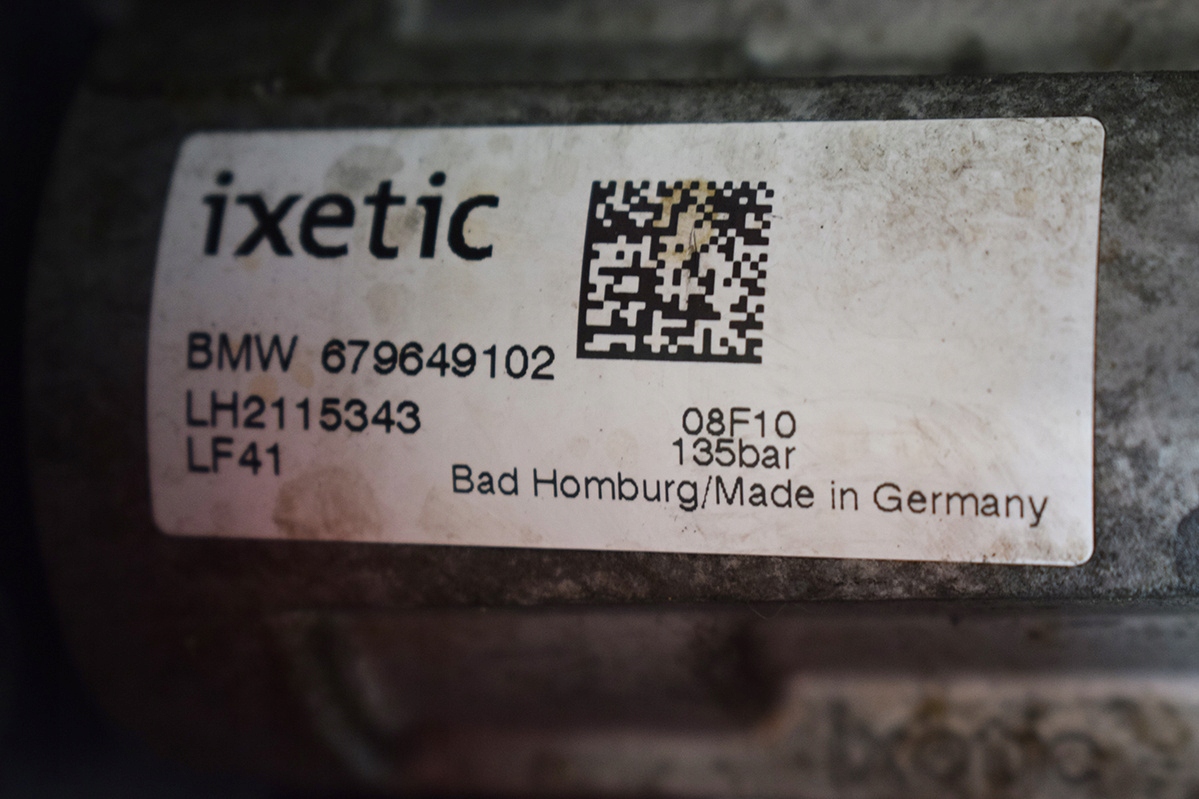 ixetic
BMW 679649102
LH2115343
LF41
08F10
135bar
Bad Homburg/Made in Germany